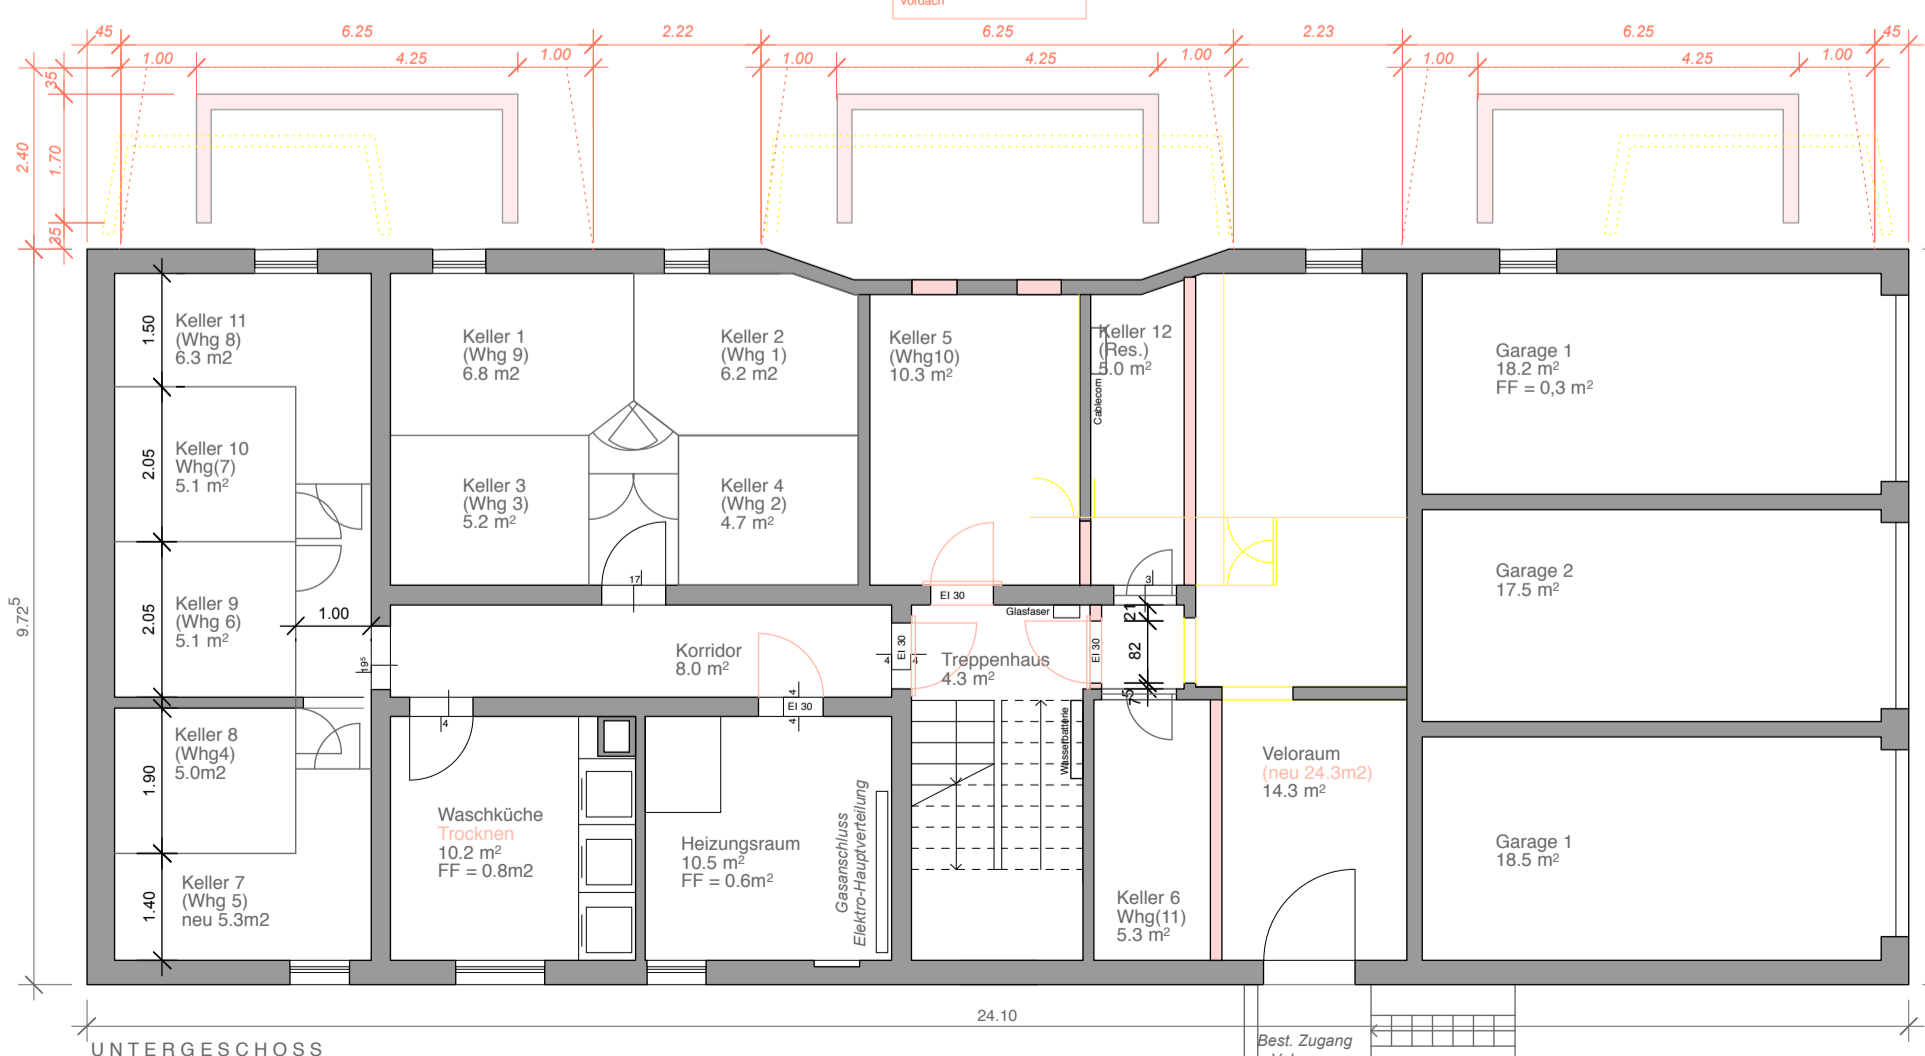 Vordach
45
6.25
2.22
6.25
2.23
6.25
45
1.00
4.25
1.00
1.00
4.25
1.00
1.00
4.25
1.00
35
1.70
35
2.40
9.72⁵
1.50
2.05
2.05
1.90
1.40
Keller 11
(Whg 8)
6.3 m2
Keller 10
Whg(7)
5.1 m²
Keller 9
(Whg 6)
5.1 m²
1.00
19⁵
Keller 8
(Whg4)
5.0m2
Keller 7
(Whg 5)
neu 5.3m2
Keller 1
(Whg 9)
6.8 m2
Keller 2
(Whg 1)
6.2 m2
Keller 3
(Whg 3)
5.2 m²
Keller 4
(Whg 2)
4.7 m²
17
Keller 5
(Whg10)
10.3 m²
Keller 12
(Res.)
5.0 m²
Cablecom
3
Garage 1
18.2 m²
FF = 0,3 m²
Garage 2
17.5 m²
Garage 1
18.5 m²
Korridor
8.0 m²
EI 30
4
4
EI 30
Glasfaser
Treppenhaus
4.3 m²
EI 30
21
82
75
4
EI 30
4
4
Waschküche
Trocknen
10.2 m²
FF = 0.8m2
Heizungsraum
10.5 m²
FF = 0.6m²
Gasanschluss
Elektro-Hauptverteilung
Wasserbatterie
Keller 6
Whg(11)
5.3 m²
Veloraum
(neu 24.3m2)
14.3 m²
24.10
Best. Zugang
UNTERGESCHOSS